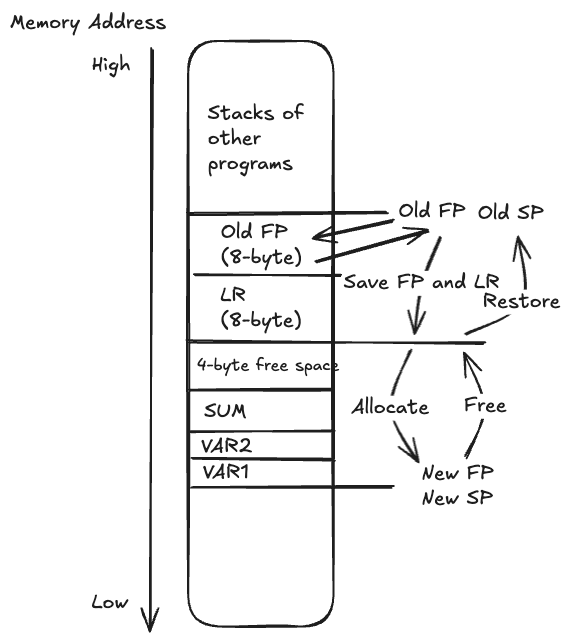 Memory Address
High
Stacks of
other
programs
Old FP Old SP
Old FP
(8-byte)
Save FP and LR
LR
(8-byte)
Restore
4-byte free space
Allocate
Free
SUM
VAR2
VAR1
New FP
New SP
Low